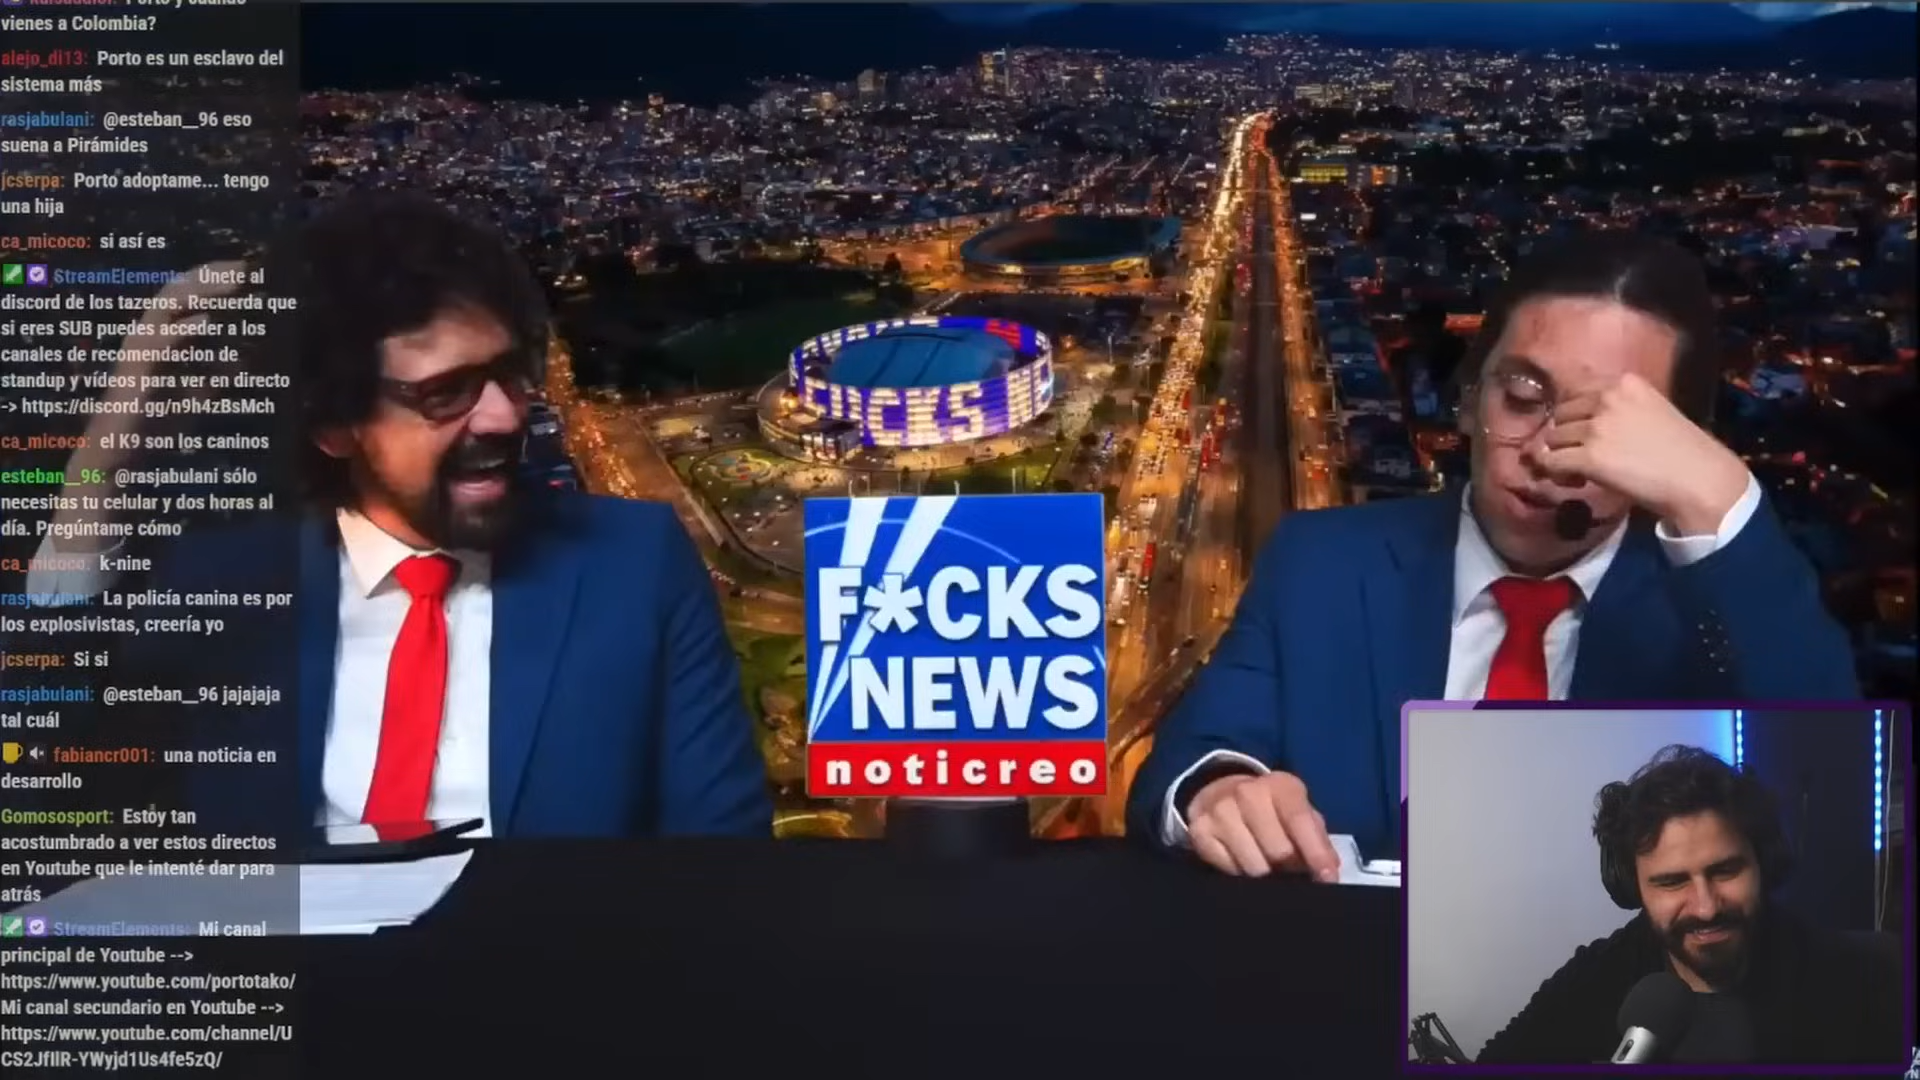 vienes a Colombia?
alejo_dl13: Porto es un esclavo del
sistema más
rasjabulani: @esteban__96 eso
suena a Pirámides
jcserpa: Porto adoptame... tengo
una hija
ca_micoco: si así es
StreamElements: Únete al
discord de los tazeros. Recuerda que
si eres SUB puedes acceder a los
canales de recomendacion de
standup y vídeos para ver en directo
-> https://discord.gg/n9h4zBsMch
ca_micoco: el K9 son los caninos
esteban__96: @rasjabulani sólo
necesitas tu celular y dos horas al
día. Pregúntame cómo
ca_micoco: k-nine
rasjabulani: La policía canina es por
los explosivistas, creería yo
jcserpa: Si si
rasjabulani: @esteban__96 jajajaja
tal cuál
fabiancr001: una noticia en
desarrollo
Gomososport: Estoy tan
acostumbrado a ver estos directos
en Youtube que le intenté dar para
atrás
StreamElements: Mi canal
principal de Youtube -->
https://www.youtube.com/portotako/
Mi canal secundario en Youtube -->
https://www.youtube.com/channel/U
F*CKS
NEWS
noticreo